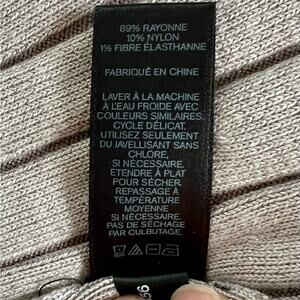 89% RAYONNE
10% NYLON
1% FIBRE ÉLASTHANNE
FABRIQUÉ EN CHINE
LAVER À LA MACHINE
À L'EAU FROIDE AVEC
COULEURS SIMILAIRES,
CYCLE DÉLICAT.
UTILISEZ SEULEMENT
DU JAVELLISANT SANS
CHLORE,
SI NÉCESSAIRE.
ÉTENDRE À PLAT
POUR SÉCHER.
REPASSAGE À
TEMPÉRATURE
MOYENNE
SI NÉCESSAIRE.
PAS DE SÉCHAGE
PAR CULBUTAGE.